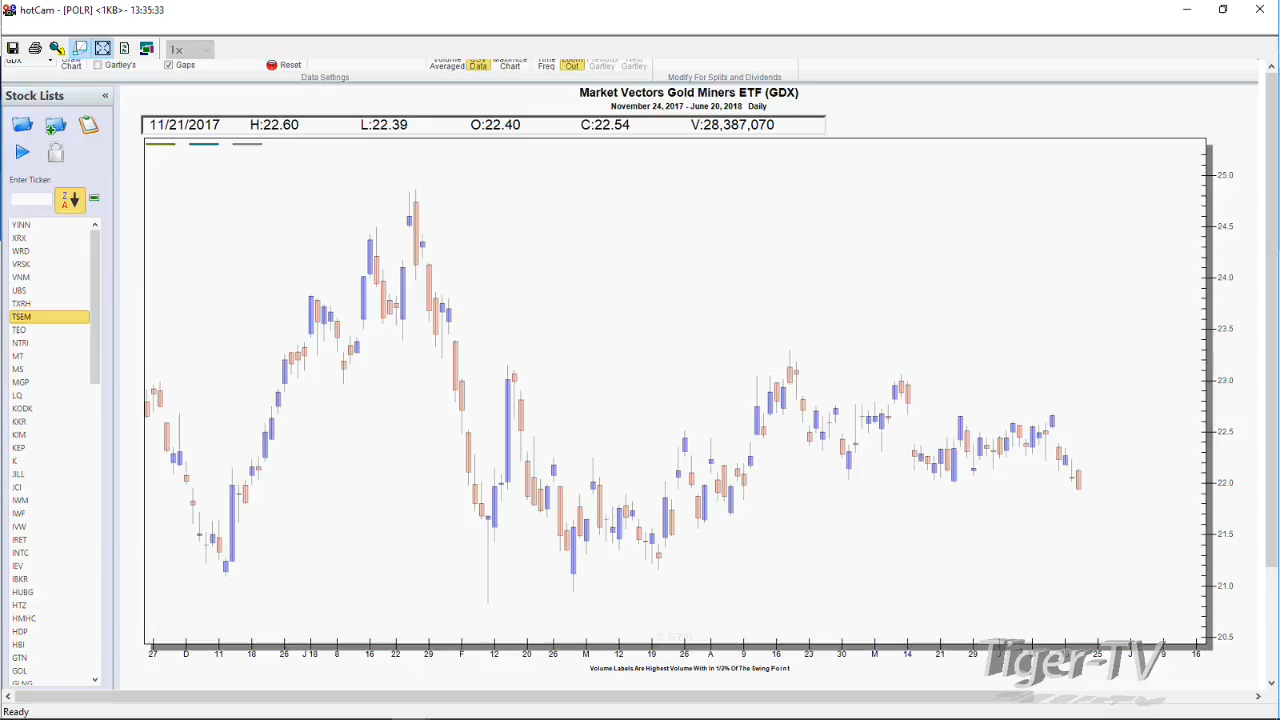 hotCam - [POLR] <1KB> - 13:35:33
1x
GDX
Draw Chart
Gartley's
Gaps
Reset
Data Settings
Volume Averaged
CSV Data
Maximize Chart
Time Freq
Zoom Out
Previous Gartley
Next Gartley
Modify For Splits and Dividends
Stock Lists
Enter Ticker:
YINN
XRX
WRD
VRSK
VNM
UBS
TXRH
TSEM
TEO
NTRI
MT
MS
MGP
LQ
KODK
KKR
KIM
KEP
K
JILL
JCI
IWM
IWF
IVW
IRET
INTC
IEV
IBKR
HUBG
HTZ
HMHC
HDP
HBI
GTN
GOL
GLNG
Market Vectors Gold Miners ETF (GDX)
November 24, 2017 - June 20, 2018 Daily
11/21/2017 H:22.60 L:22.39 O:22.40 C:22.54 V:28,387,070
25.0
24.5
24.0
23.5
23.0
22.5
22.0
21.5
21.0
20.5
27 D 11 18 26 J 18 8 16 22 29 F 12 20 26 M 12 19 26 A 9 16 23 30 M 14 21 29 J 18 25 J 9 16
Volume Labels Are Highest Volume With In 1/2% Of The Swing Point
Tiger-TV
Ready